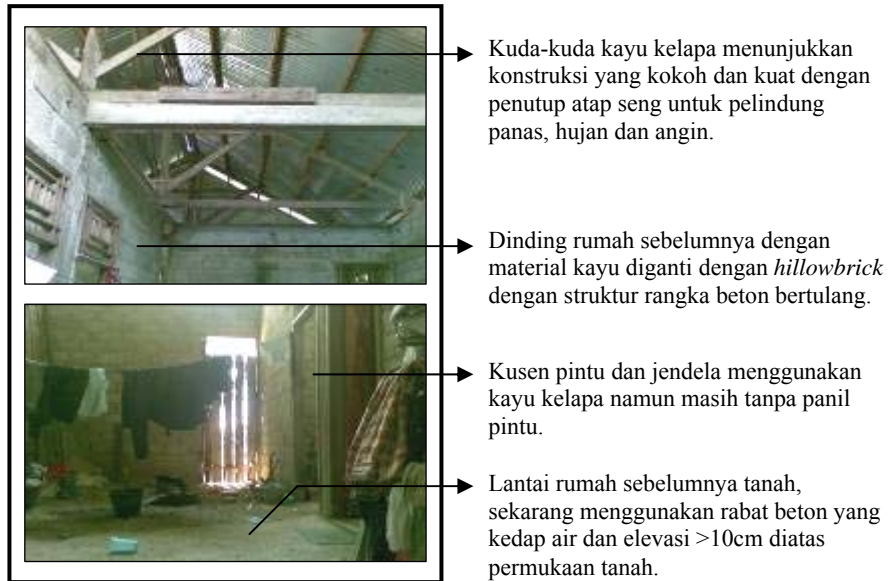 Kuda-kuda kayu kelapa menunjukkan
konstruksi yang kokoh dan kuat dengan
penutup atap seng untuk pelindung
panas, hujan dan angin.
Dinding rumah sebelumnya dengan
material kayu diganti dengan hillowbrick
dengan struktur rangka beton bertulang.
Kusen pintu dan jendela menggunakan
kayu kelapa namun masih tanpa panil
pintu.
Lantai rumah sebelumnya tanah,
sekarang menggunakan rabat beton yang
kedap air dan elevasi >10cm diatas
permukaan tanah.